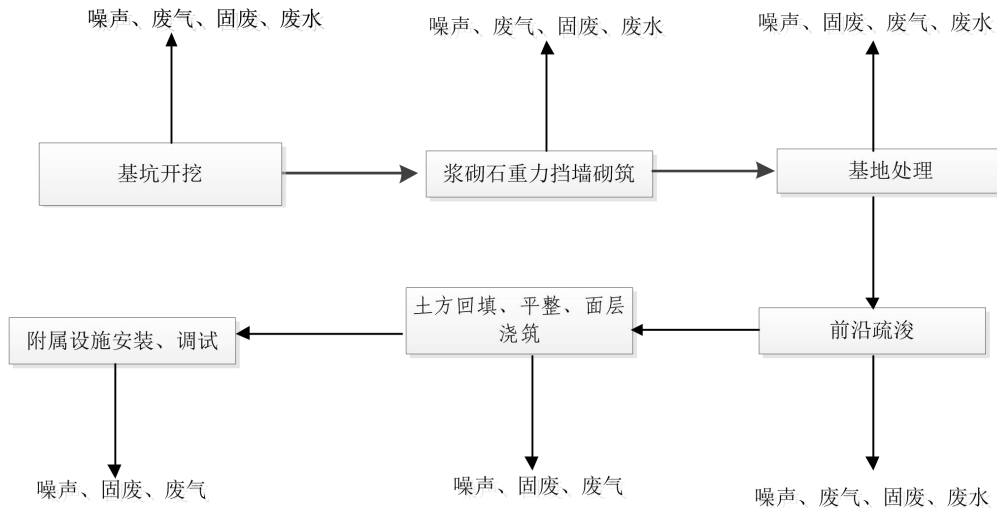 噪声、废气、固废、废水
噪声、废气、固废、废水
噪声、固废、废气、废水
基坑开挖
浆砌石重力挡墙砌筑
基地处理
土方回填、平整、面层
浇筑
附属设施安装、调试
前沿疏浚
噪声、固废、废气
噪声、固废、废气
噪声、废气、固废、废水